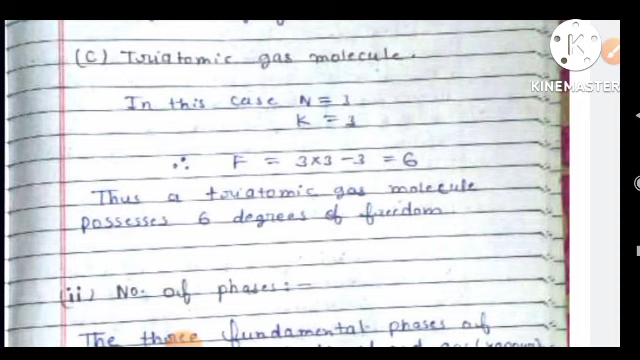 (C) Triatomic gas molecule.
KINEMASTER
In this case N = 3
K = 3
∴ F = 3×3 -3 = 6
Thus a triatomic gas molecule
possesses 6 degrees of freedom
(ii) No. of phases:-
The three fundamental phases of